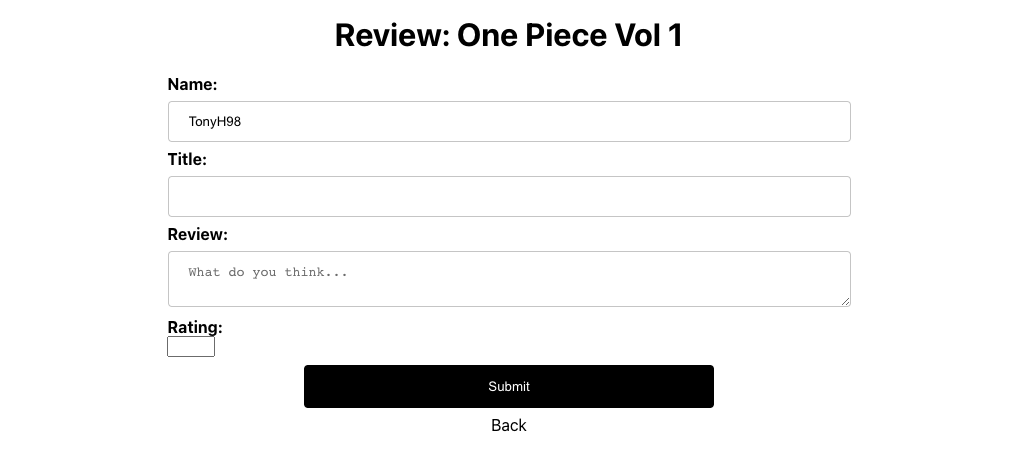 Review: One Piece Vol 1
Name:
TonyH98
Title:
Review:
What do you think...
Rating:
Submit
Back